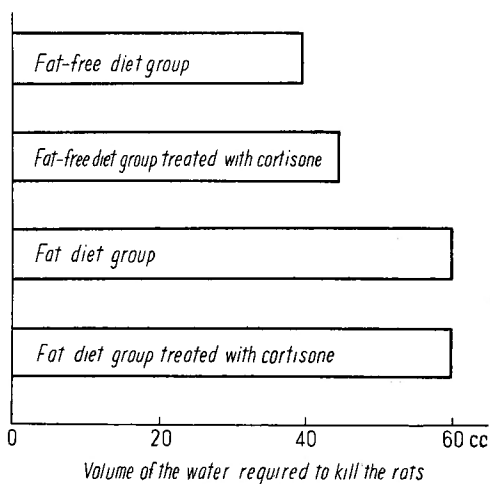 Fat-free diet group
Fat-free diet group treated with cortisone
Fat diet group
Fat diet group treated with cortisone
0 20 40 60 cc
Volume of the water required to kill the rats